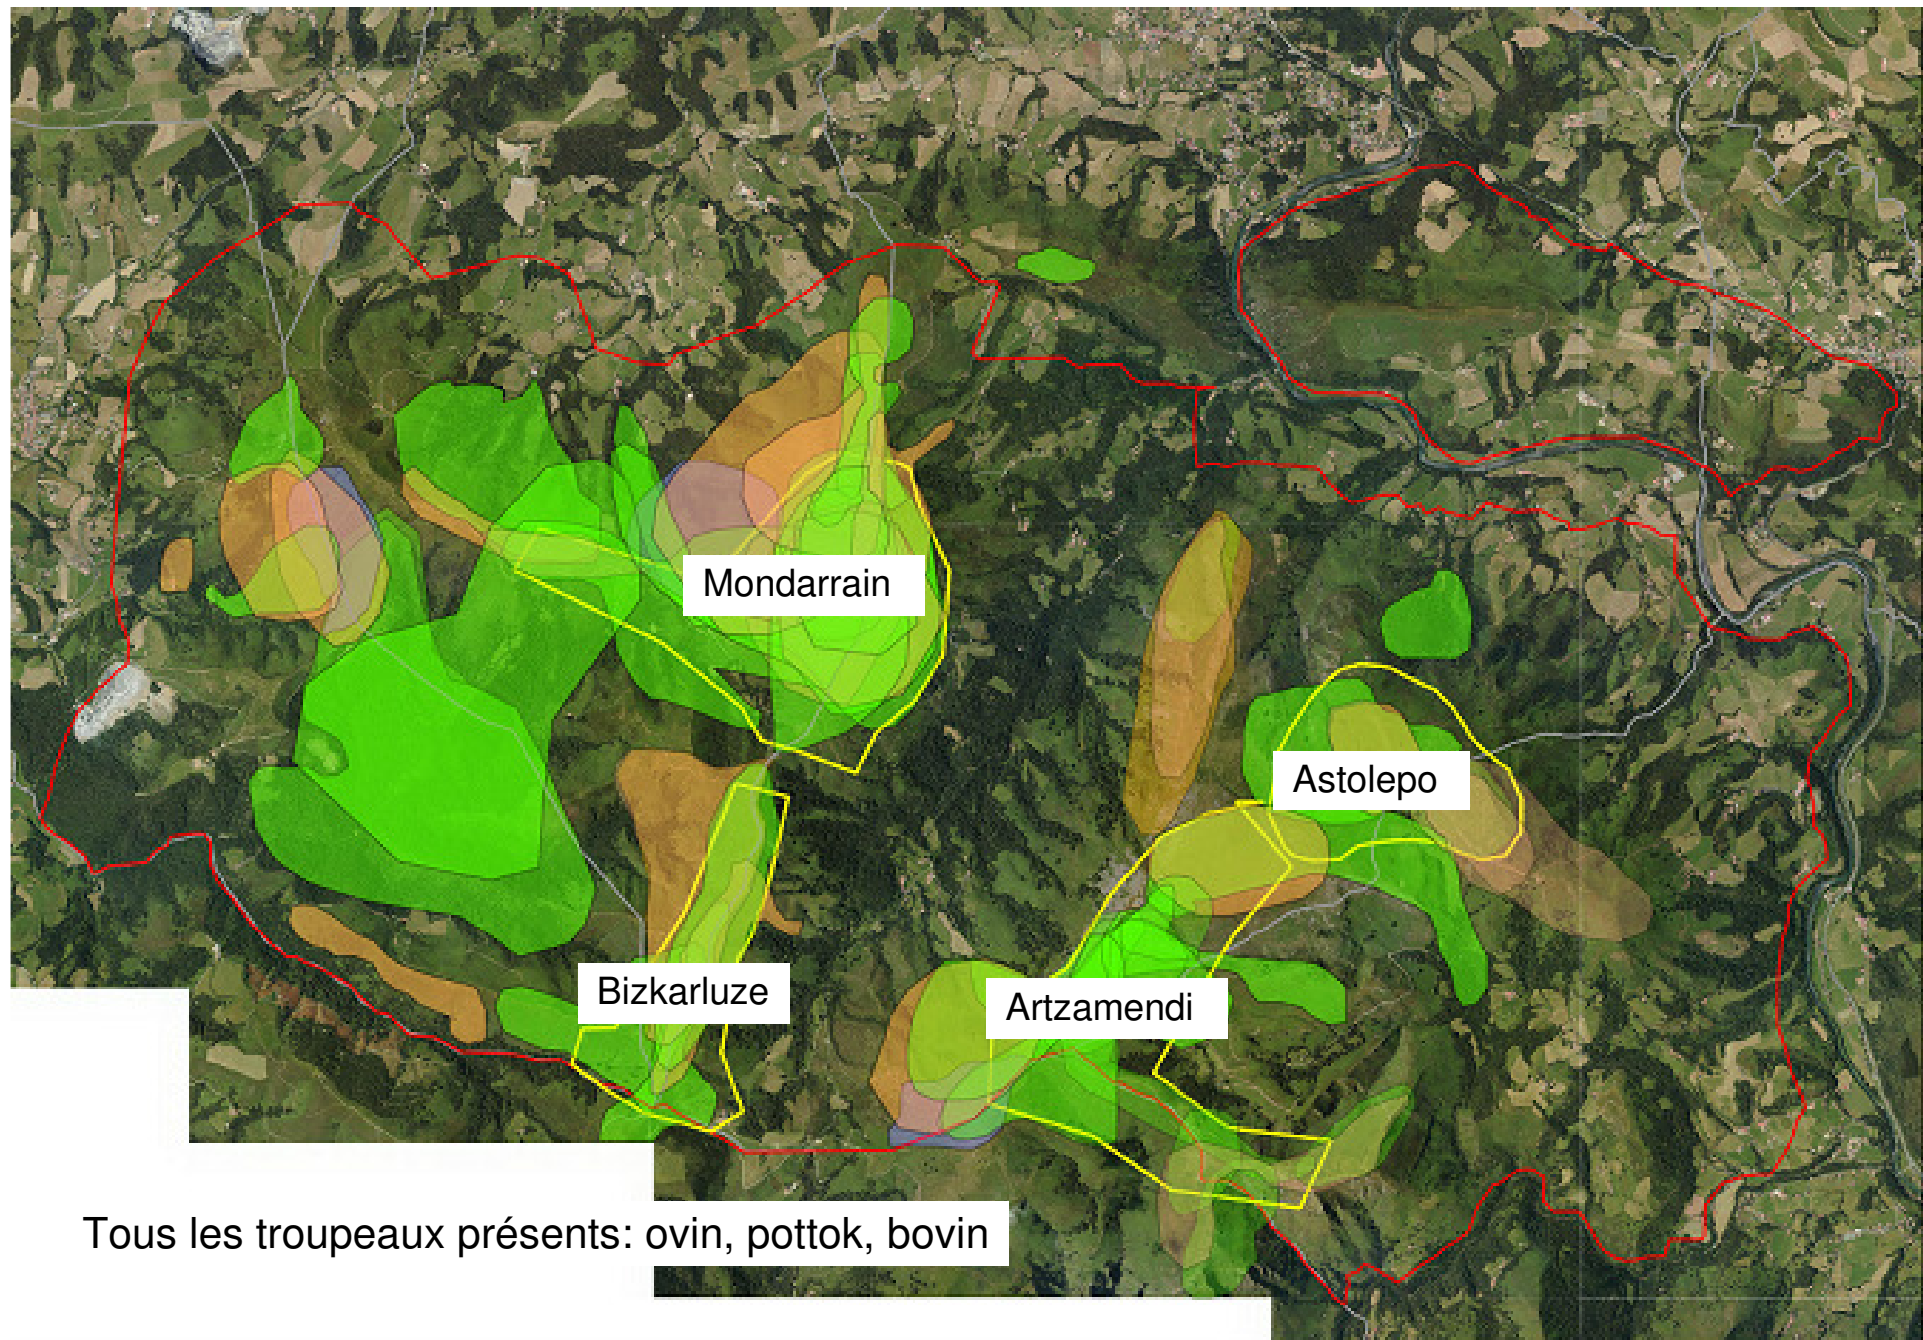 Mondarrain
Astolepo
Bizkarluze
Artzamendi
Tous les troupeaux présents: ovin, pottok, bovin